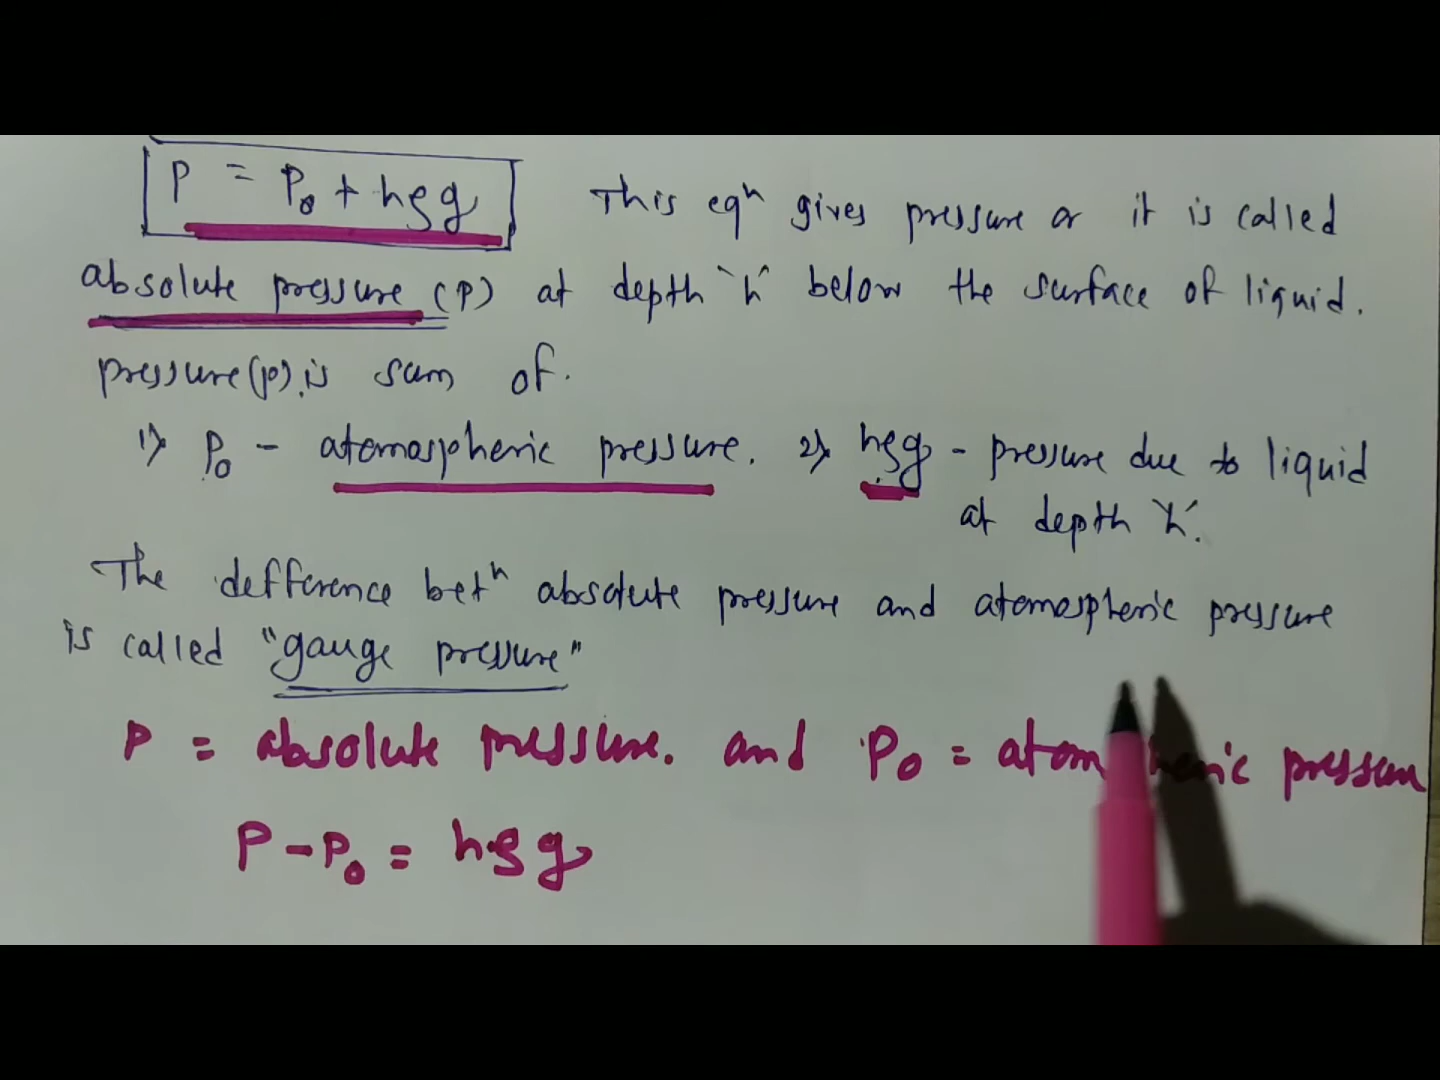 P = P₀ + hρg This eqⁿ gives pressure or it is called
absolute pressure (P) at depth 'h' below the surface of liquid.
pressure(p) is sum of.
1) P₀ - atomospheric pressure. 2) hρg - pressure due to liquid
at depth 'h'.
The defference betⁿ absolute pressure and atomospheric pressure
is called "gauge pressure"
P = absolute pressure. and P₀ = atom heric pressure
P - P₀ = hρg